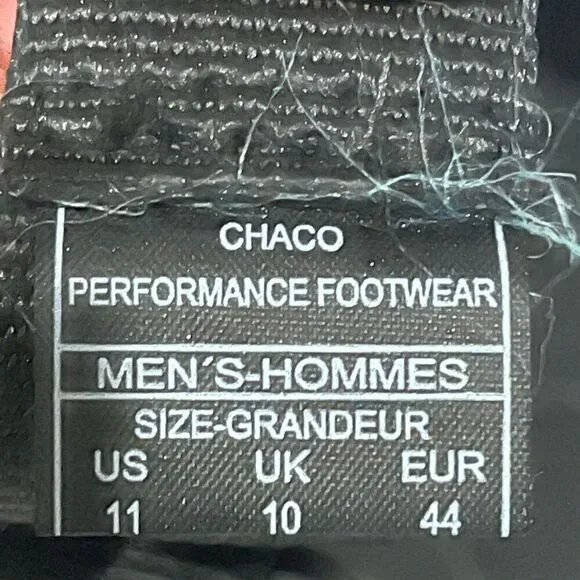 CHACO
PERFORMANCE FOOTWEAR
MEN´S-HOMMES
SIZE-GRANDEUR
US UK EUR
11 10 44